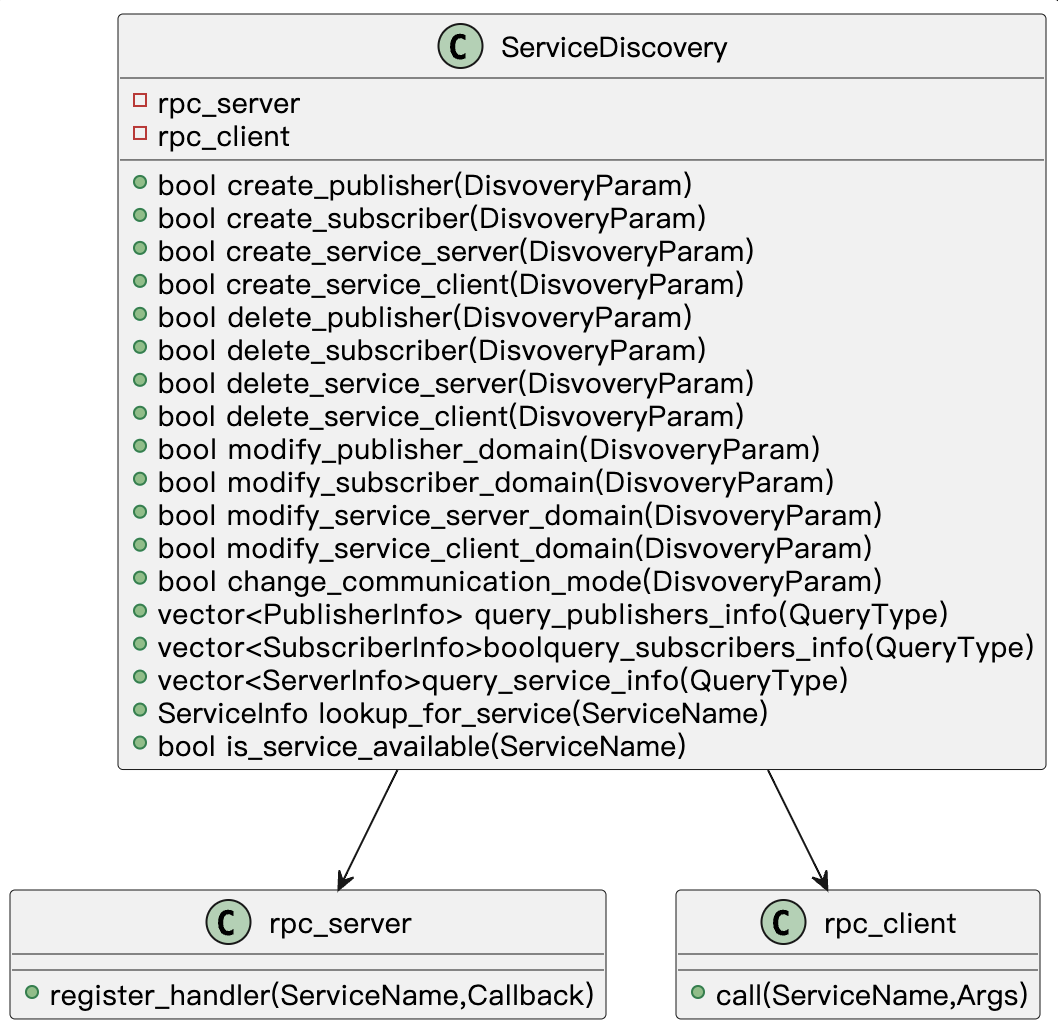 C ServiceDiscovery
rpc_server
rpc_client
bool create_publisher(DisvoveryParam)
bool create_subscriber(DisvoveryParam)
bool create_service_server(DisvoveryParam)
bool create_service_client(DisvoveryParam)
bool delete_publisher(DisvoveryParam)
bool delete_subscriber(DisvoveryParam)
bool delete_service_server(DisvoveryParam)
bool delete_service_client(DisvoveryParam)
bool modify_publisher_domain(DisvoveryParam)
bool modify_subscriber_domain(DisvoveryParam)
bool modify_service_server_domain(DisvoveryParam)
bool modify_service_client_domain(DisvoveryParam)
bool change_communication_mode(DisvoveryParam)
vector<PublisherInfo> query_publishers_info(QueryType)
vector<SubscriberInfo>boolquery_subscribers_info(QueryType)
vector<ServerInfo>query_service_info(QueryType)
ServiceInfo lookup_for_service(ServiceName)
bool is_service_available(ServiceName)
C rpc_server
register_handler(ServiceName,Callback)
C rpc_client
call(ServiceName,Args)